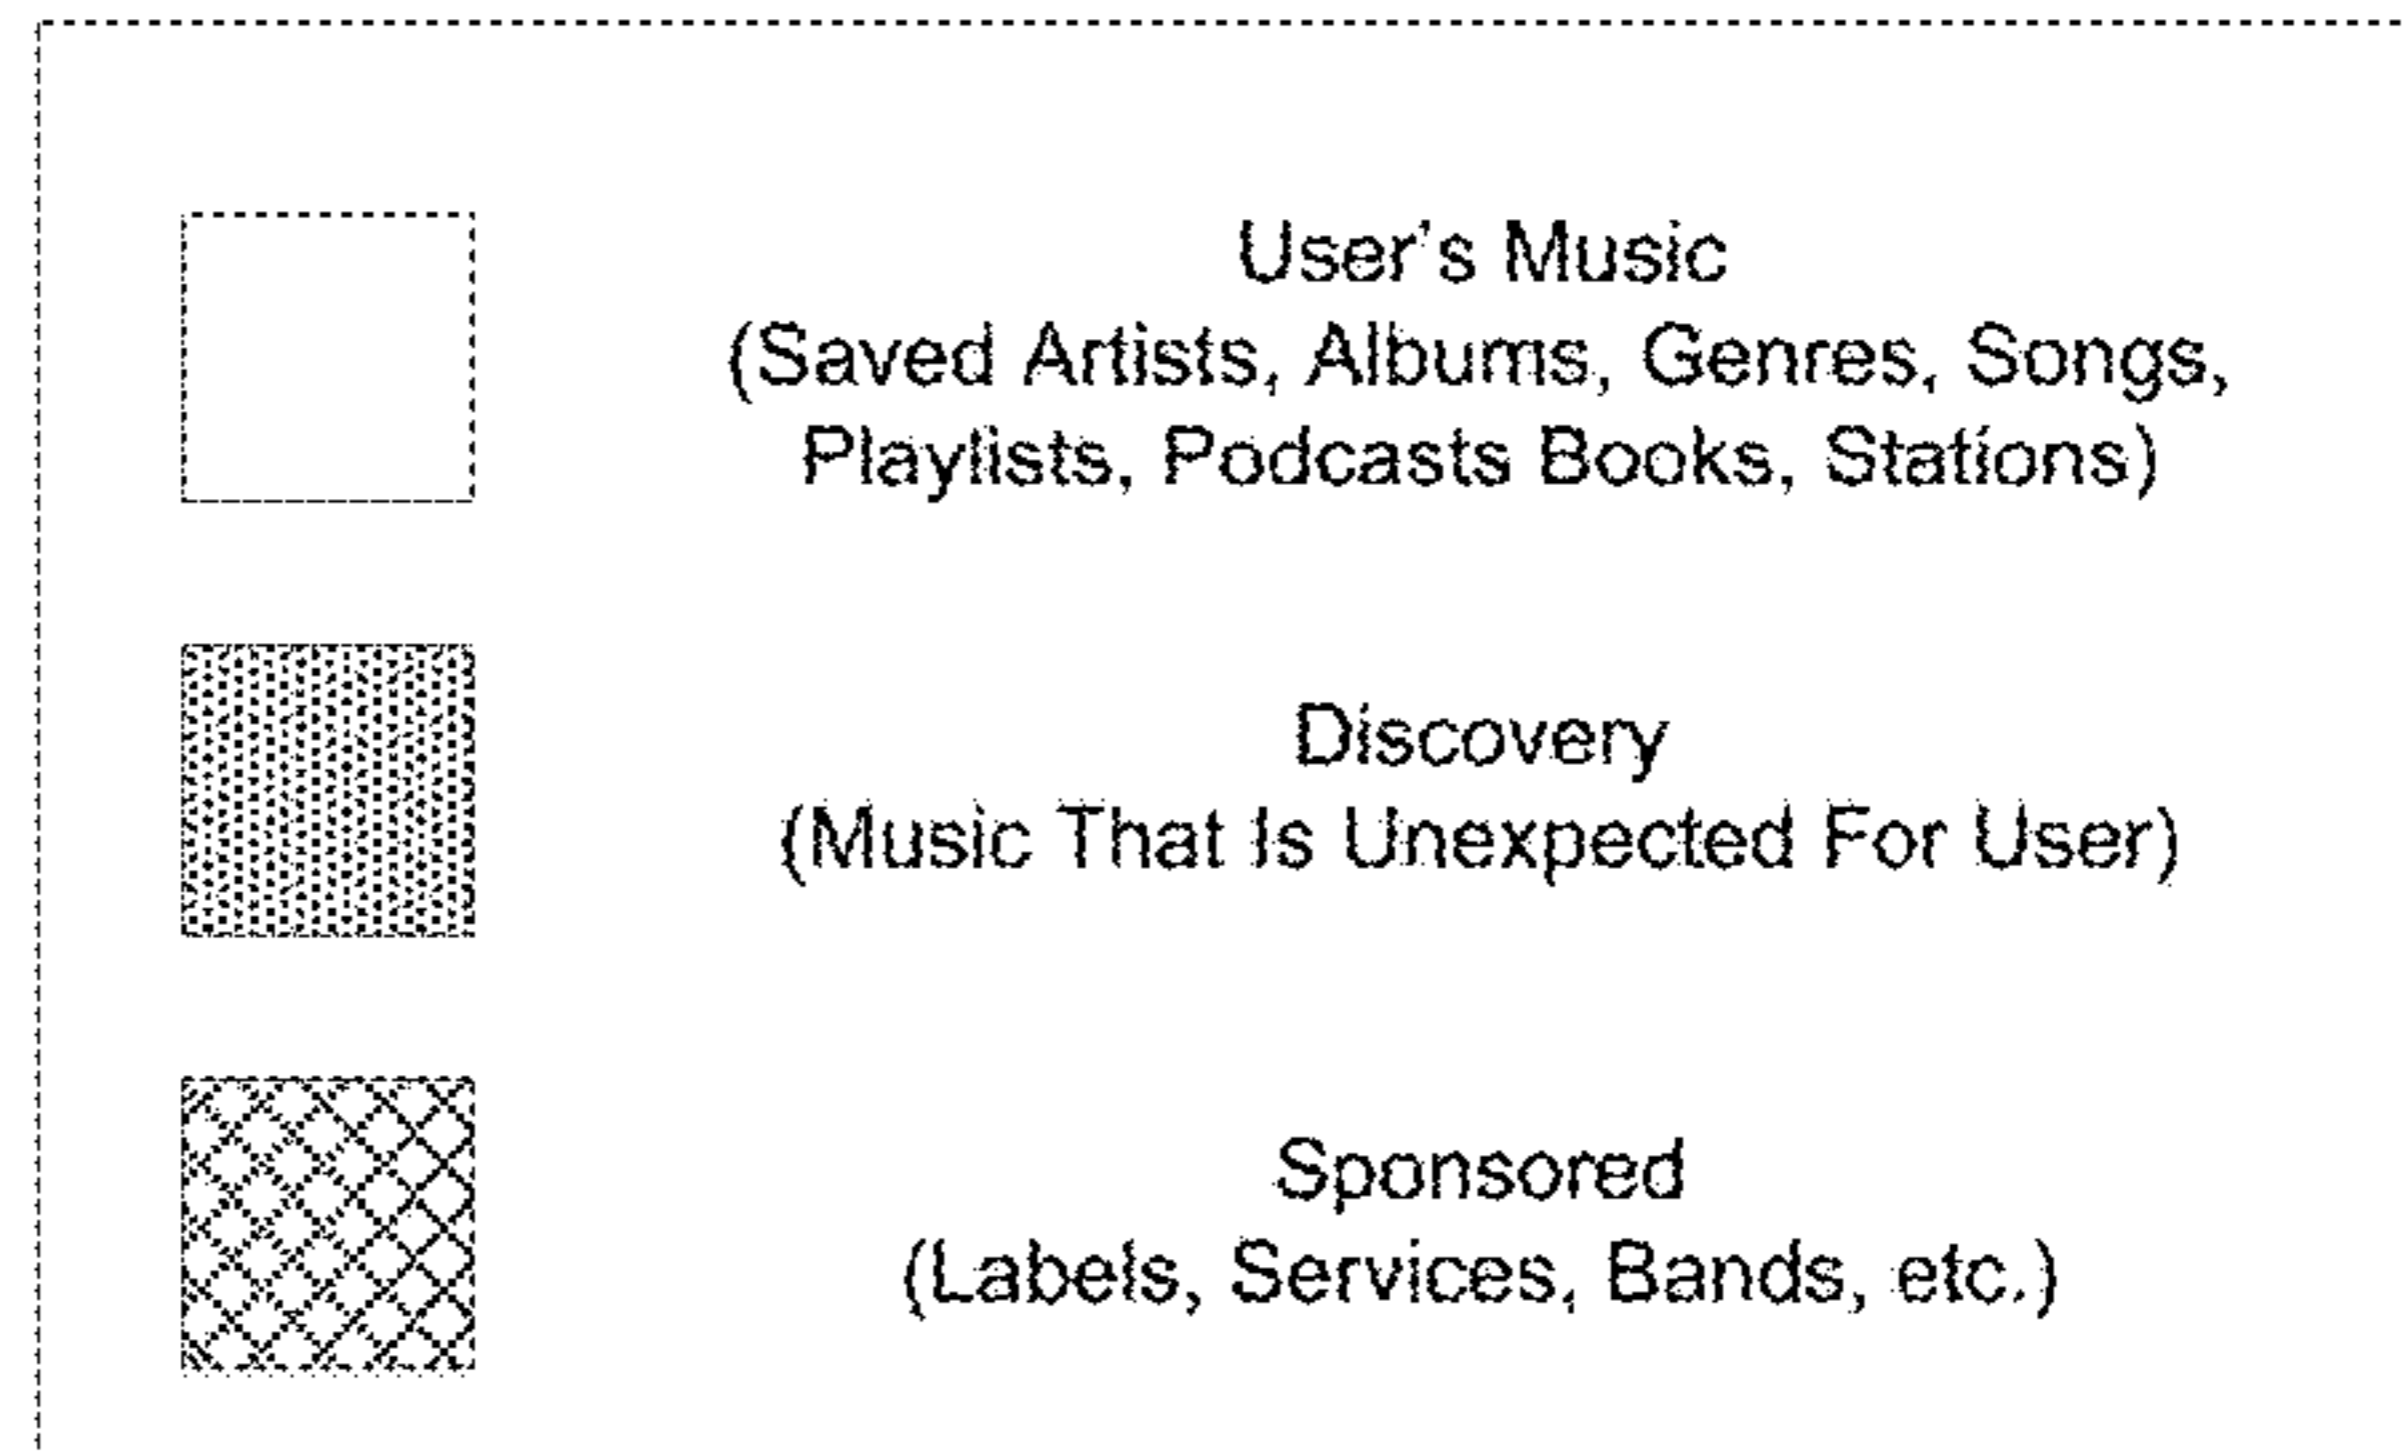 User's Music
(Saved Artists, Albums, Genres, Songs,
Playlists, Podcasts Books, Stations)
Discovery
(Music That Is Unexpected For User)
Sponsored
(Labels, Services, Bands, etc.)